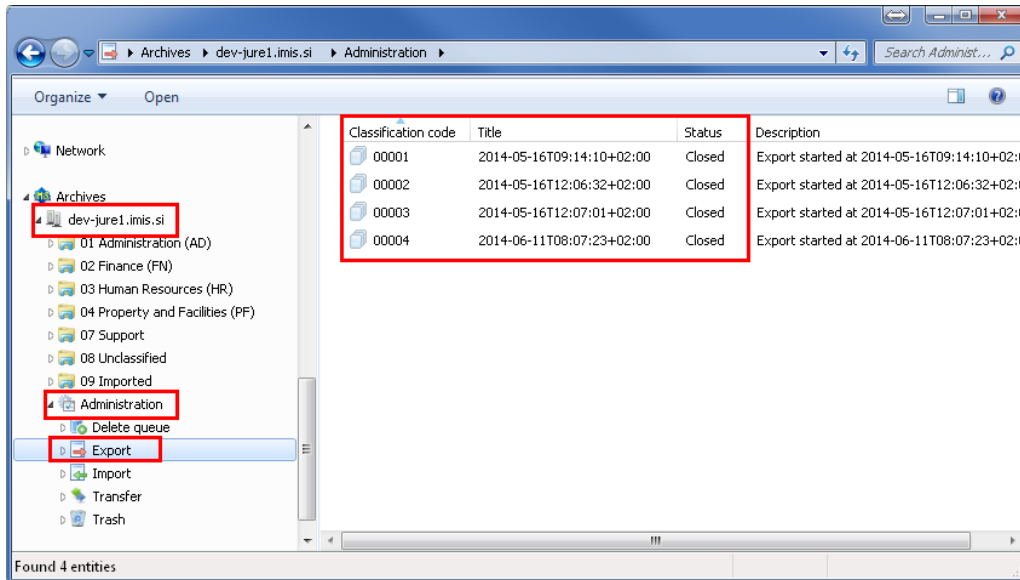 Archives dev-jure1.imis.si Administration Search Administ...
Organize Open
Network
Archives
dev-jure1.imis.si
01 Administration (AD)
02 Finance (FN)
03 Human Resources (HR)
04 Property and Facilities (PF)
07 Support
08 Unclassified
09 Imported
Administration
Delete queue
Export
Import
Transfer
Trash
Classification code Title Status Description
00001 2014-05-16T09:14:10+02:00 Closed Export started at 2014-05-16T09:14:10+02:
00002 2014-05-16T12:06:32+02:00 Closed Export started at 2014-05-16T12:06:32+02:
00003 2014-05-16T12:07:01+02:00 Closed Export started at 2014-05-16T12:07:01+02:
00004 2014-06-11T08:07:23+02:00 Closed Export started at 2014-06-11T08:07:23+02:
Found 4 entities